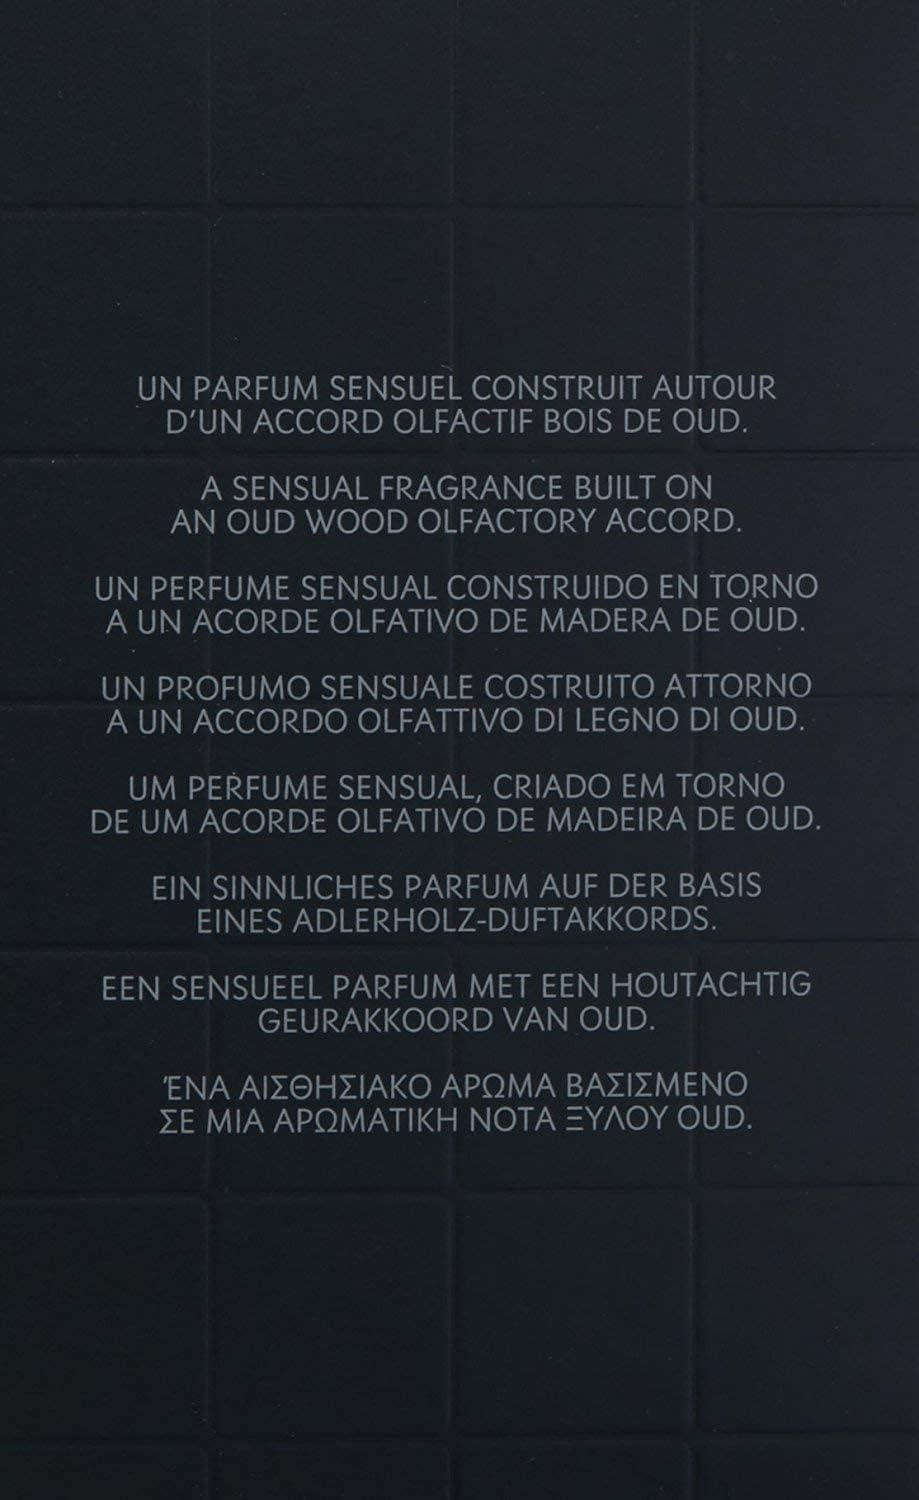 UN PARFUM SENSUEL CONSTRUIT AUTOUR
D'UN ACCORD OLFACTIF BOIS DE OUD.
A SENSUAL FRAGRANCE BUILT ON
AN OUD WOOD OLFACTORY ACCORD.
UN PERFUME SENSUAL CONSTRUIDO EN TORNO
A UN ACORDE OLFATIVO DE MADERA DE OUD.
UN PROFUMO SENSUALE COSTRUITO ATTORNO
A UN ACCORDO OLFATTIVO DI LEGNO DI OUD.
UM PERFUME SENSUAL, CRIADO EM TORNO
DE UM ACORDE OLFATIVO DE MADEIRA DE OUD.
EIN SINNLICHES PARFUM AUF DER BASIS
EINES ADLERHOLZ-DUFTAKKORDS.
EEN SENSUEEL PARFUM MET EEN HOUTACHTIG
GEURAKKOORD VAN OUD.
ΈΝΑ ΑΙΣΘΗΣΙΑΚΟ ΑΡΩΜΑ ΒΑΣΙΣΜΕΝΟ
ΣΕ ΜΙΑ ΑΡΩΜΑΤΙΚΗ ΝΟΤΑ ΞΥΛΟΥ OUD.